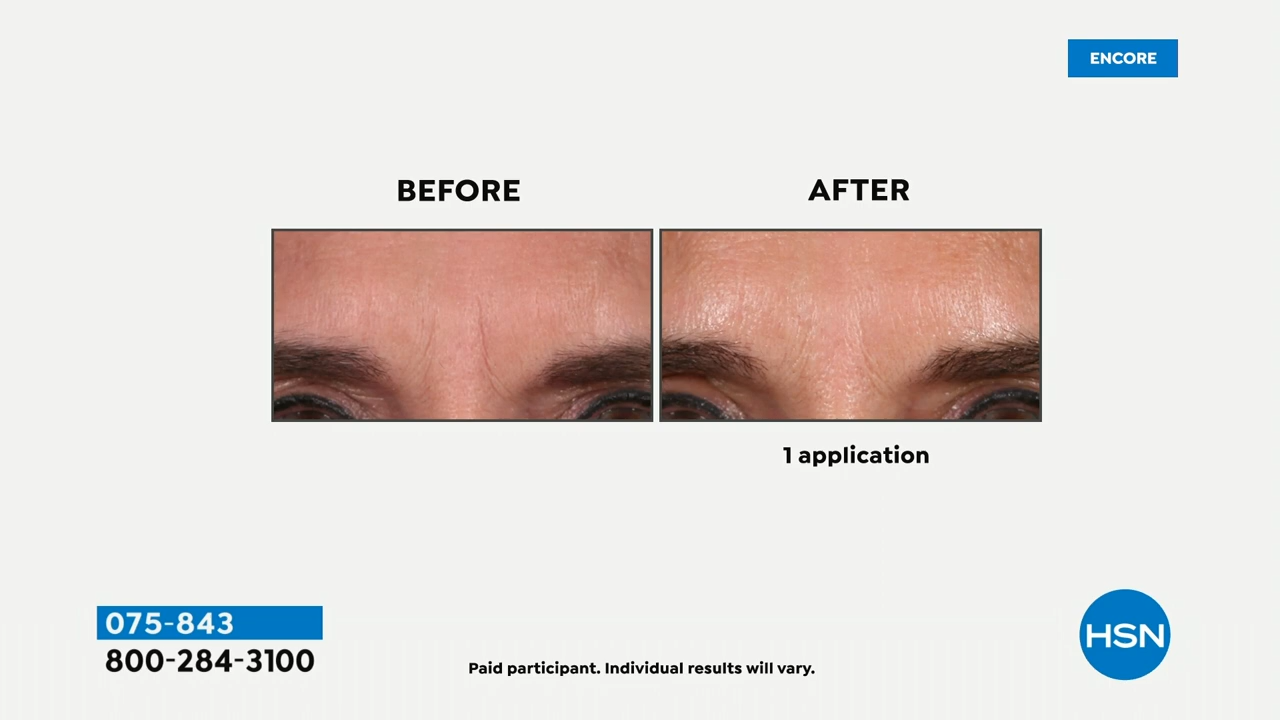 ENCORE
BEFORE
AFTER
1 application
075-843
800-284-3100
Paid participant. Individual results will vary.
HSN